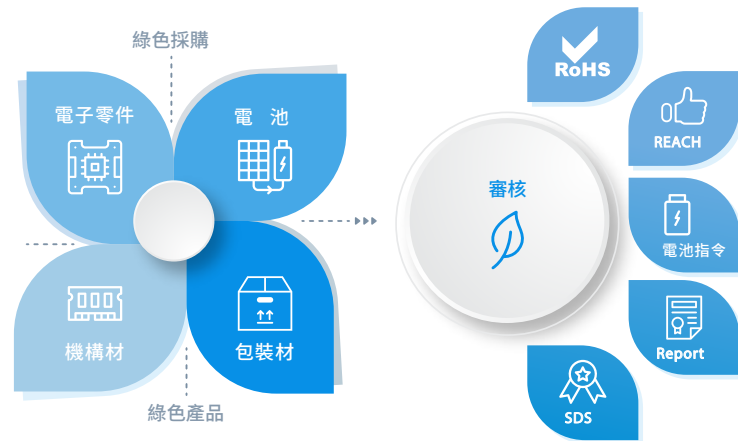 綠色採購
電子零件
電 池
機構材
包裝材
綠色產品
審核
RoHS
REACH
電池指令
Report
SDS